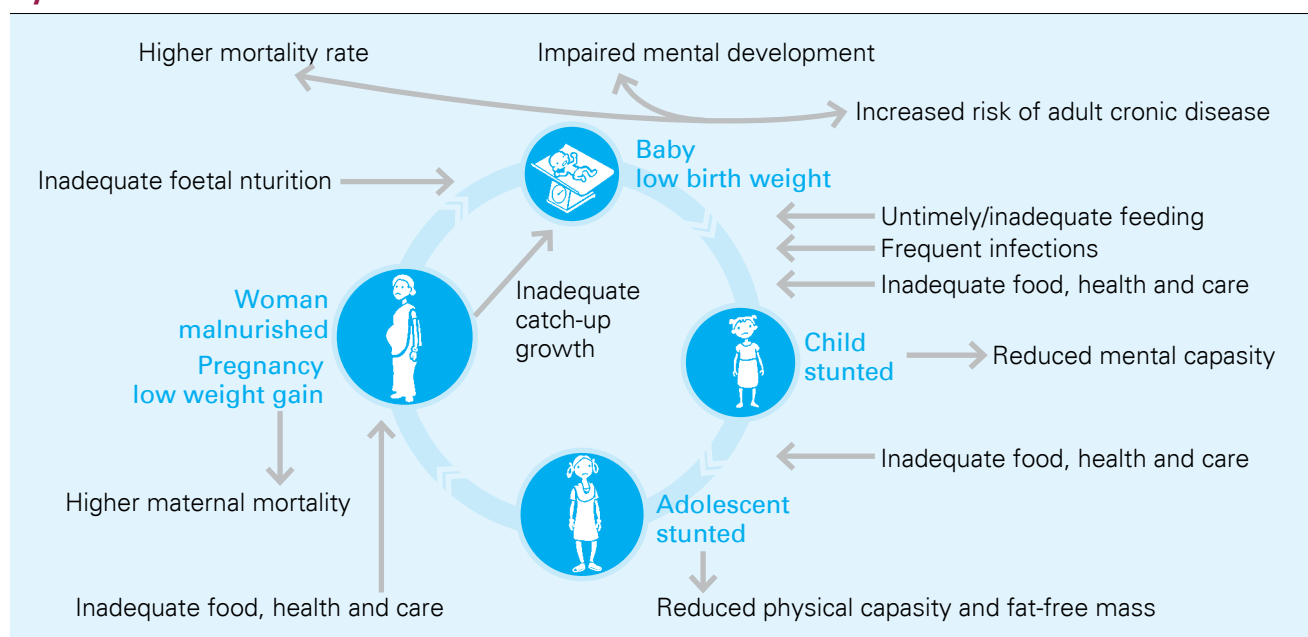 Higher mortality rate
Impaired mental development
Increased risk of adult cronic disease
Baby
low birth weight
Inadequate foetal nturition
Untimely/inadequate feeding
Frequent infections
Inadequate food, health and care
Inadequate
catch-up
growth
Woman
malnurished
Pregnancy
low weight gain
Child
stunted
Reduced mental capasity
Inadequate food, health and care
Higher maternal mortality
Adolescent
stunted
Inadequate food, health and care
Reduced physical capasity and fat-free mass